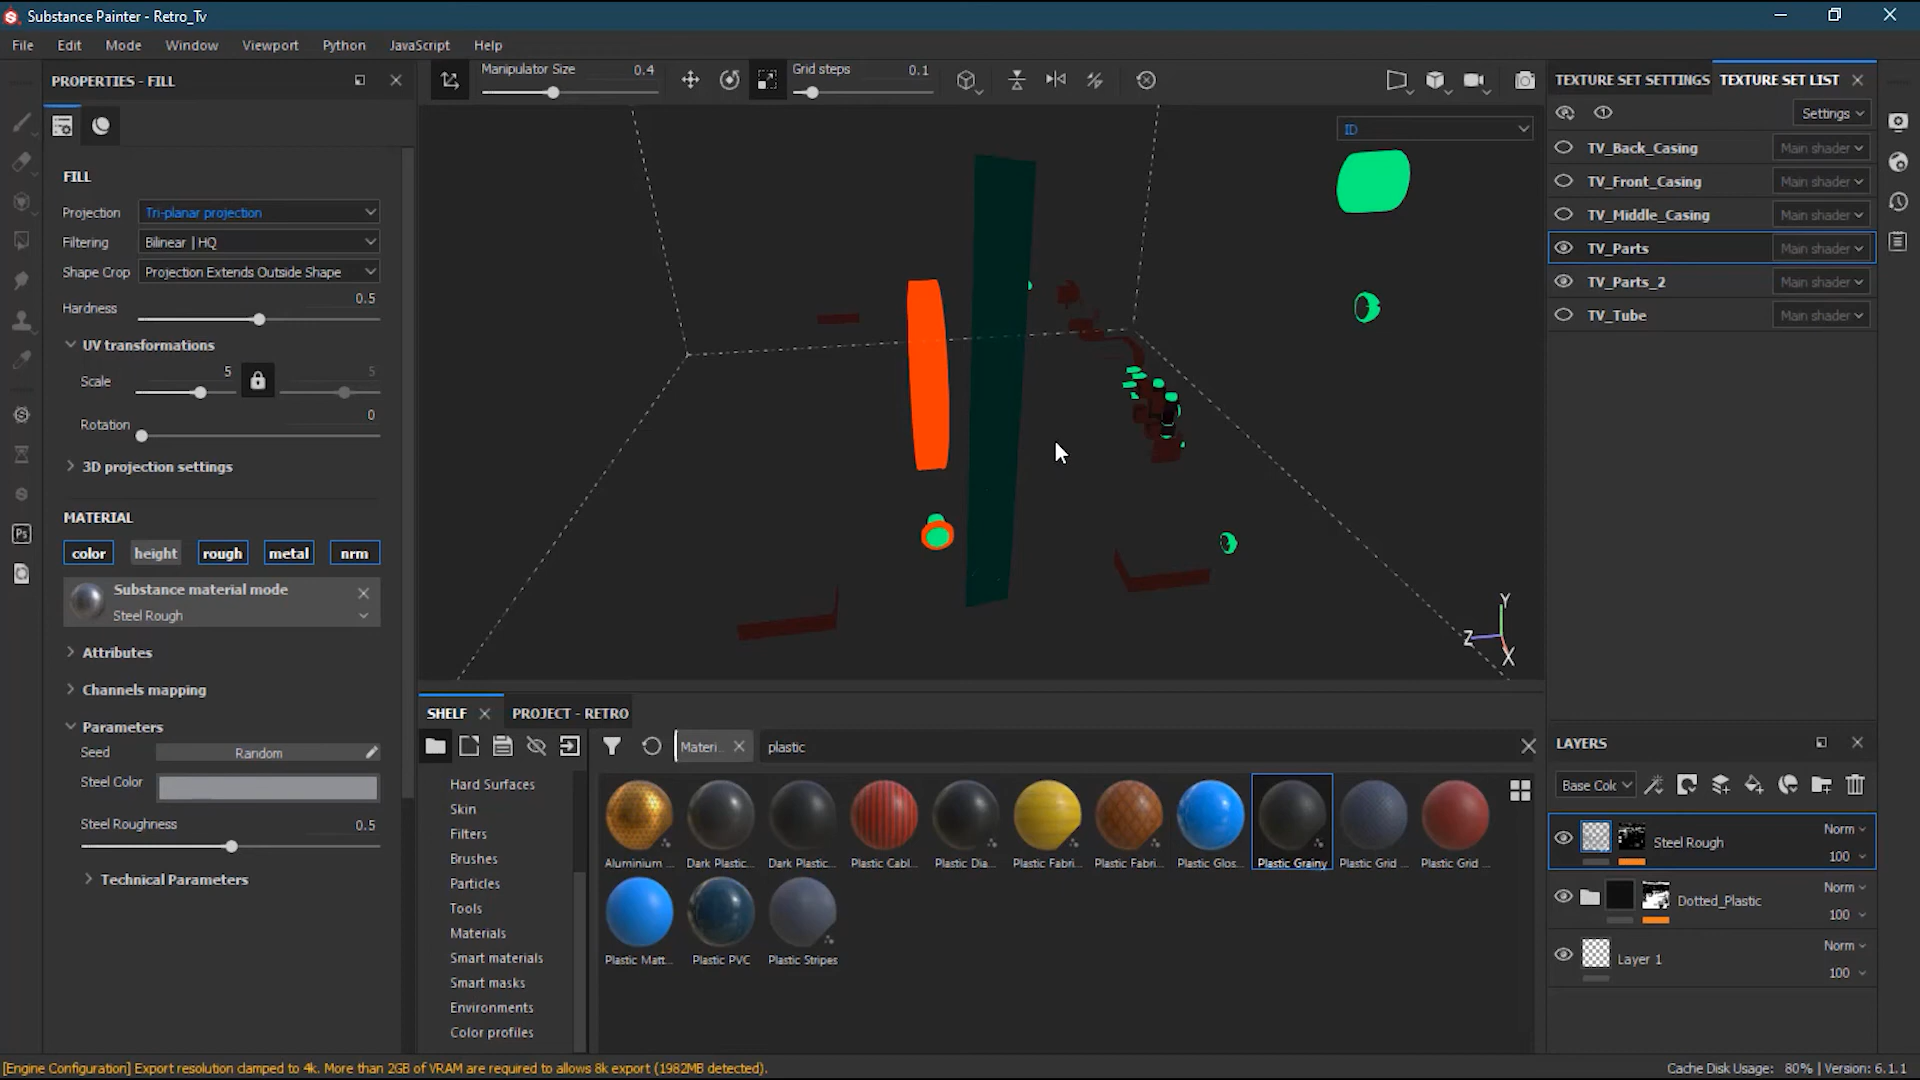 Substance Painter - Retro_Tv
File Edit Mode Window Viewport Python JavaScript Help
PROPERTIES - FILL
Manipulator Size 0.4
Grid steps 0.1
TEXTURE SET SETTINGS TEXTURE SET LIST
Settings
ID
TV_Back_Casing Main shader
TV_Front_Casing Main shader
TV_Middle_Casing Main shader
TV_Parts Main shader
TV_Parts_2 Main shader
TV_Tube Main shader
FILL
Projection Tri-planar projection
Filtering Bilinear | HQ
Shape Crop Projection Extends Outside Shape
Hardness 0.5
UV transformations
Scale 5 5
Rotation 0
3D projection settings
MATERIAL
color height rough metal nrm
Substance material mode
Steel Rough
Attributes
Channels mapping
Parameters
Seed Random
Steel Color
Steel Roughness 0.5
Technical Parameters
Y
Z
X
SHELF PROJECT - RETRO
Materi... plastic
Hard Surfaces
Skin
Filters
Brushes
Particles
Tools
Materials
Smart materials
Smart masks
Environments
Color profiles
Aluminium ... Dark Plastic... Dark Plastic... Plastic Cabl... Plastic Dia... Plastic Fabri... Plastic Fabri... Plastic Glos... Plastic Grainy Plastic Grid ... Plastic Grid ...
Plastic Matt... Plastic PVC Plastic Stripes
LAYERS
Base Colo
Steel Rough Norm 100
Dotted_Plastic Norm 100
Layer 1 Norm 100
Ps
[Engine Configuration] Export resolution clamped to 4k. More than 2GB of VRAM are required to allows 8k export (1982MB detected).
Cache Disk Usage: 80% | Version: 6.1.1